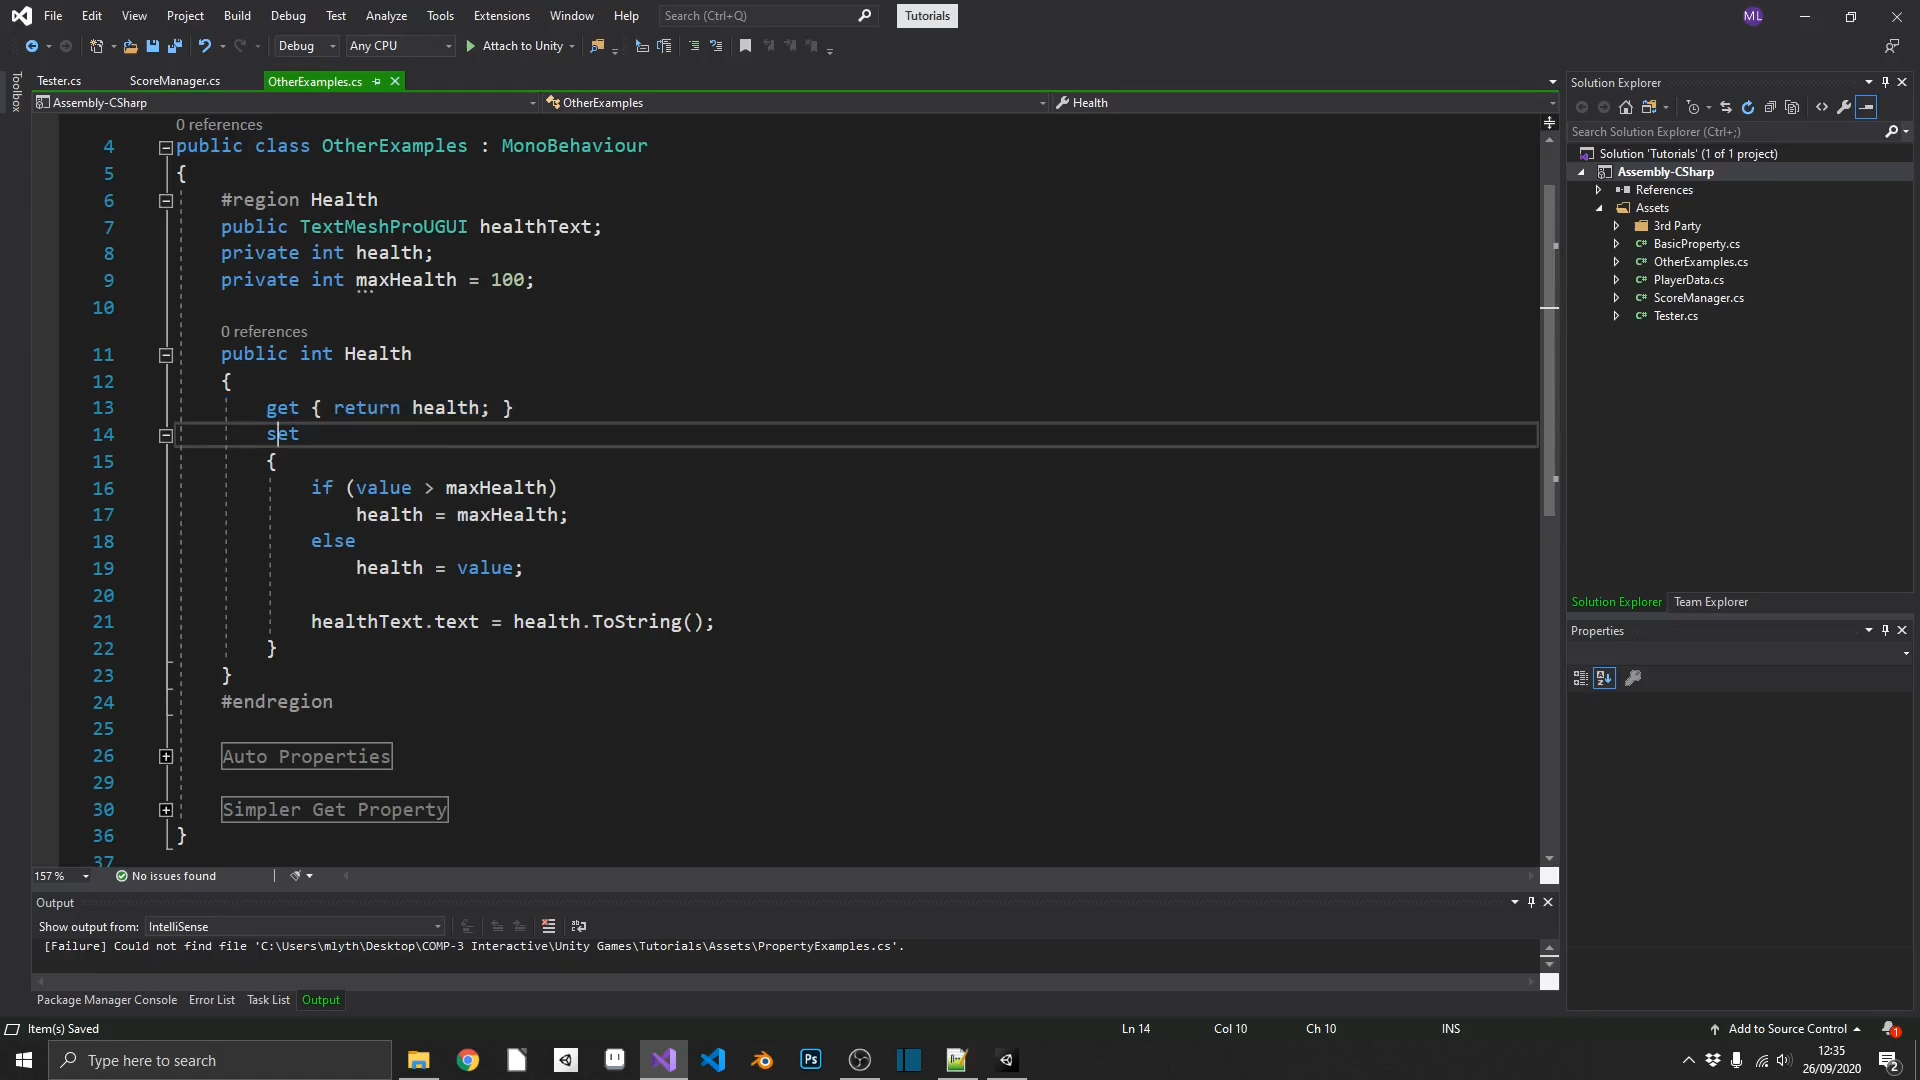 File Edit View Project Build Debug Test Analyze Tools Extensions Window Help Search (Ctrl+Q) Tutorials ML
Debug Any CPU Attach to Unity
Toolbox
Tester.cs ScoreManager.cs OtherExamples.cs
Assembly-CSharp OtherExamples Health
0 references
4 public class OtherExamples : MonoBehaviour
5 {
6 #region Health
7 public TextMeshProUGUI healthText;
8 private int health;
9 private int maxHealth = 100;
10
0 references
11 public int Health
12 {
13 get { return health; }
14 set
15 {
16 if (value > maxHealth)
17 health = maxHealth;
18 else
19 health = value;
20
21 healthText.text = health.ToString();
22 }
23 }
24 #endregion
25
26 Auto Properties
29
30 Simpler Get Property
36 }
37
157 % No issues found
Output
Show output from: IntelliSense
[Failure] Could not find file 'C:\Users\mlyth\Desktop\COMP-3 Interactive\Unity Games\Tutorials\Assets\PropertyExamples.cs'.
Package Manager Console Error List Task List Output
Solution Explorer
Search Solution Explorer (Ctrl+;)
Solution 'Tutorials' (1 of 1 project)
Assembly-CSharp
References
Assets
3rd Party
C# BasicProperty.cs
C# OtherExamples.cs
C# PlayerData.cs
C# ScoreManager.cs
C# Tester.cs
Solution Explorer Team Explorer
Properties
Item(s) Saved Ln 14 Col 10 Ch 10 INS Add to Source Control 1
Type here to search Ps 12:35
26/09/2020 2